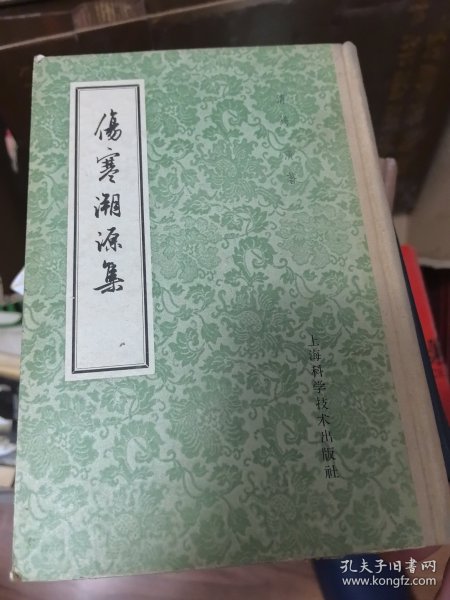 傷寒溯源集
清 錢 潢 著
上海科学技术出版社
孔夫子旧书网
www.kongfz.com